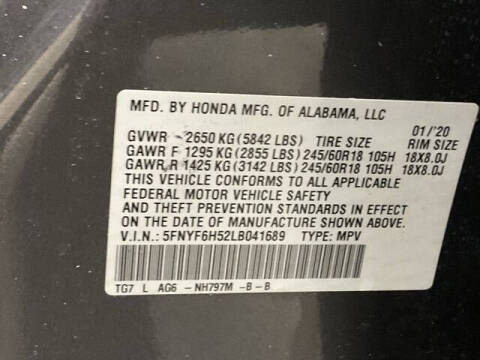 MFD. BY HONDA MFG. OF ALABAMA, LLC
01/'20
GVWR 2650 KG (5842 LBS) TIRE SIZE RIM SIZE
GAWR F 1295 KG (2855 LBS) 245/60R18 105H 18X8.0J
GAWR R 1425 KG (3142 LBS) 245/60R18 105H 18X8.0J
THIS VEHICLE CONFORMS TO ALL APPLICABLE
FEDERAL MOTOR VEHICLE SAFETY
AND THEFT PREVENTION STANDARDS IN EFFECT
ON THE DATE OF MANUFACTURE SHOWN ABOVE.
V.I.N.: 5FNYF6H52LB041689 TYPE: MPV
TG7 L AG6 -NH797M -B -B